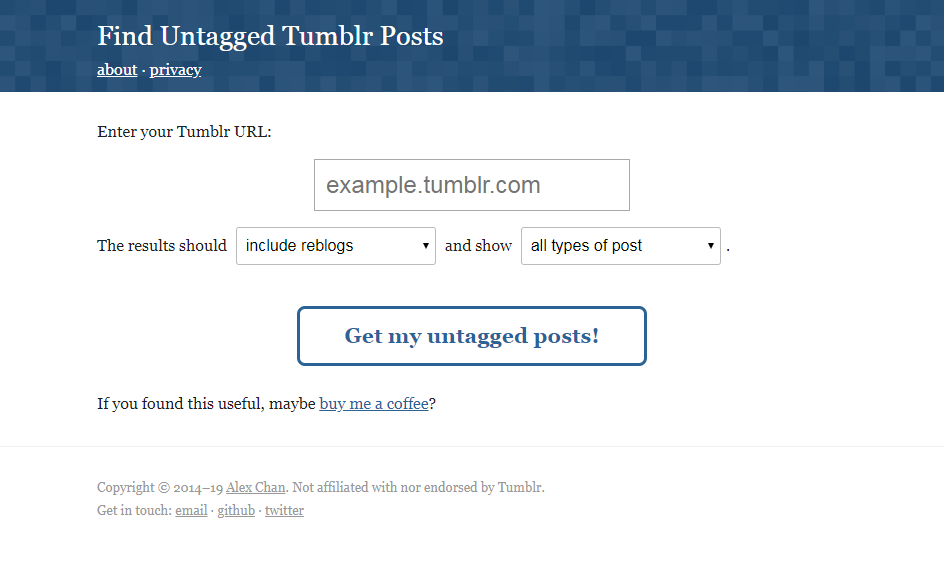 Find Untagged Tumblr Posts
about · privacy
Enter your Tumblr URL:
example.tumblr.com
The results should include reblogs and show all types of post .
Get my untagged posts!
If you found this useful, maybe buy me a coffee?
Copyright © 2014–19 Alex Chan. Not affiliated with nor endorsed by Tumblr.
Get in touch: email · github · twitter